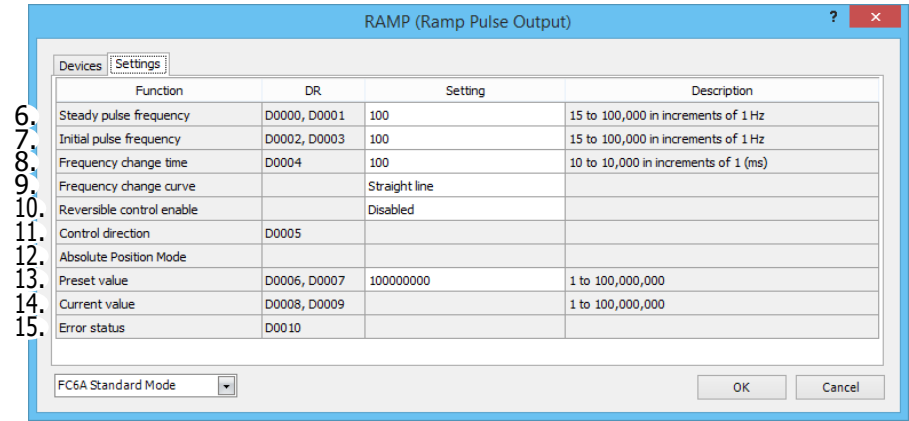 RAMP (Ramp Pulse Output) ? ×
Devices Settings
Function DR Setting Description
6. Steady pulse frequency D0000, D0001 100 15 to 100,000 in increments of 1 Hz
7. Initial pulse frequency D0002, D0003 100 15 to 100,000 in increments of 1 Hz
8. Frequency change time D0004 100 10 to 10,000 in increments of 1 (ms)
9. Frequency change curve Straight line
10. Reversible control enable Disabled
11. Control direction D0005
12. Absolute Position Mode
13. Preset value D0006, D0007 100000000 1 to 100,000,000
14. Current value D0008, D0009 1 to 100,000,000
15. Error status D0010
FC6A Standard Mode OK Cancel